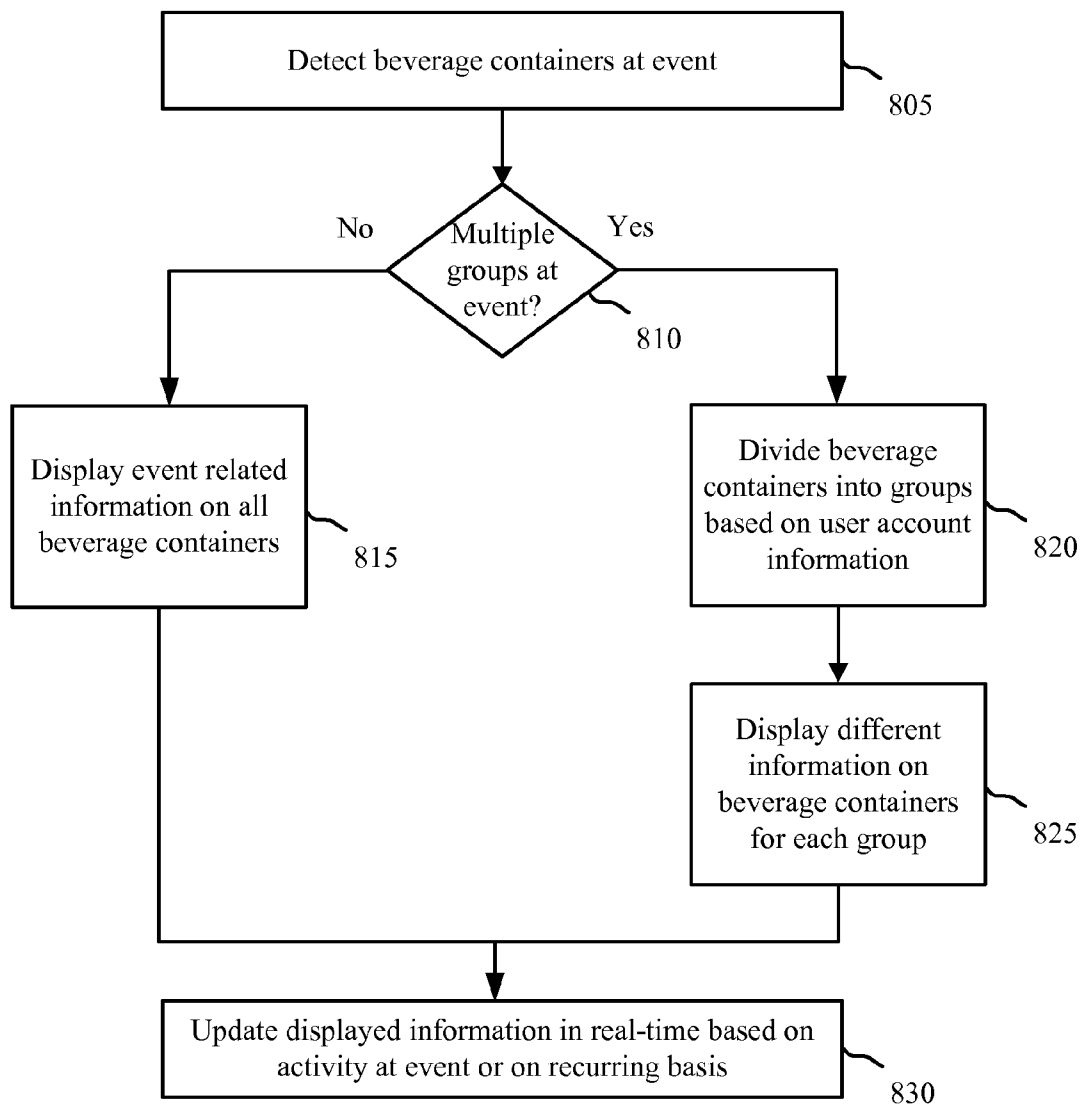 Detect beverage containers at event
805
No
Yes
Multiple
groups at
event?
810
Display event related
information on all
beverage containers
815
Divide beverage
containers into groups
based on user account
information
820
Display different
information on
beverage containers
for each group
825
Update displayed information in real-time based on
activity at event or on recurring basis
830